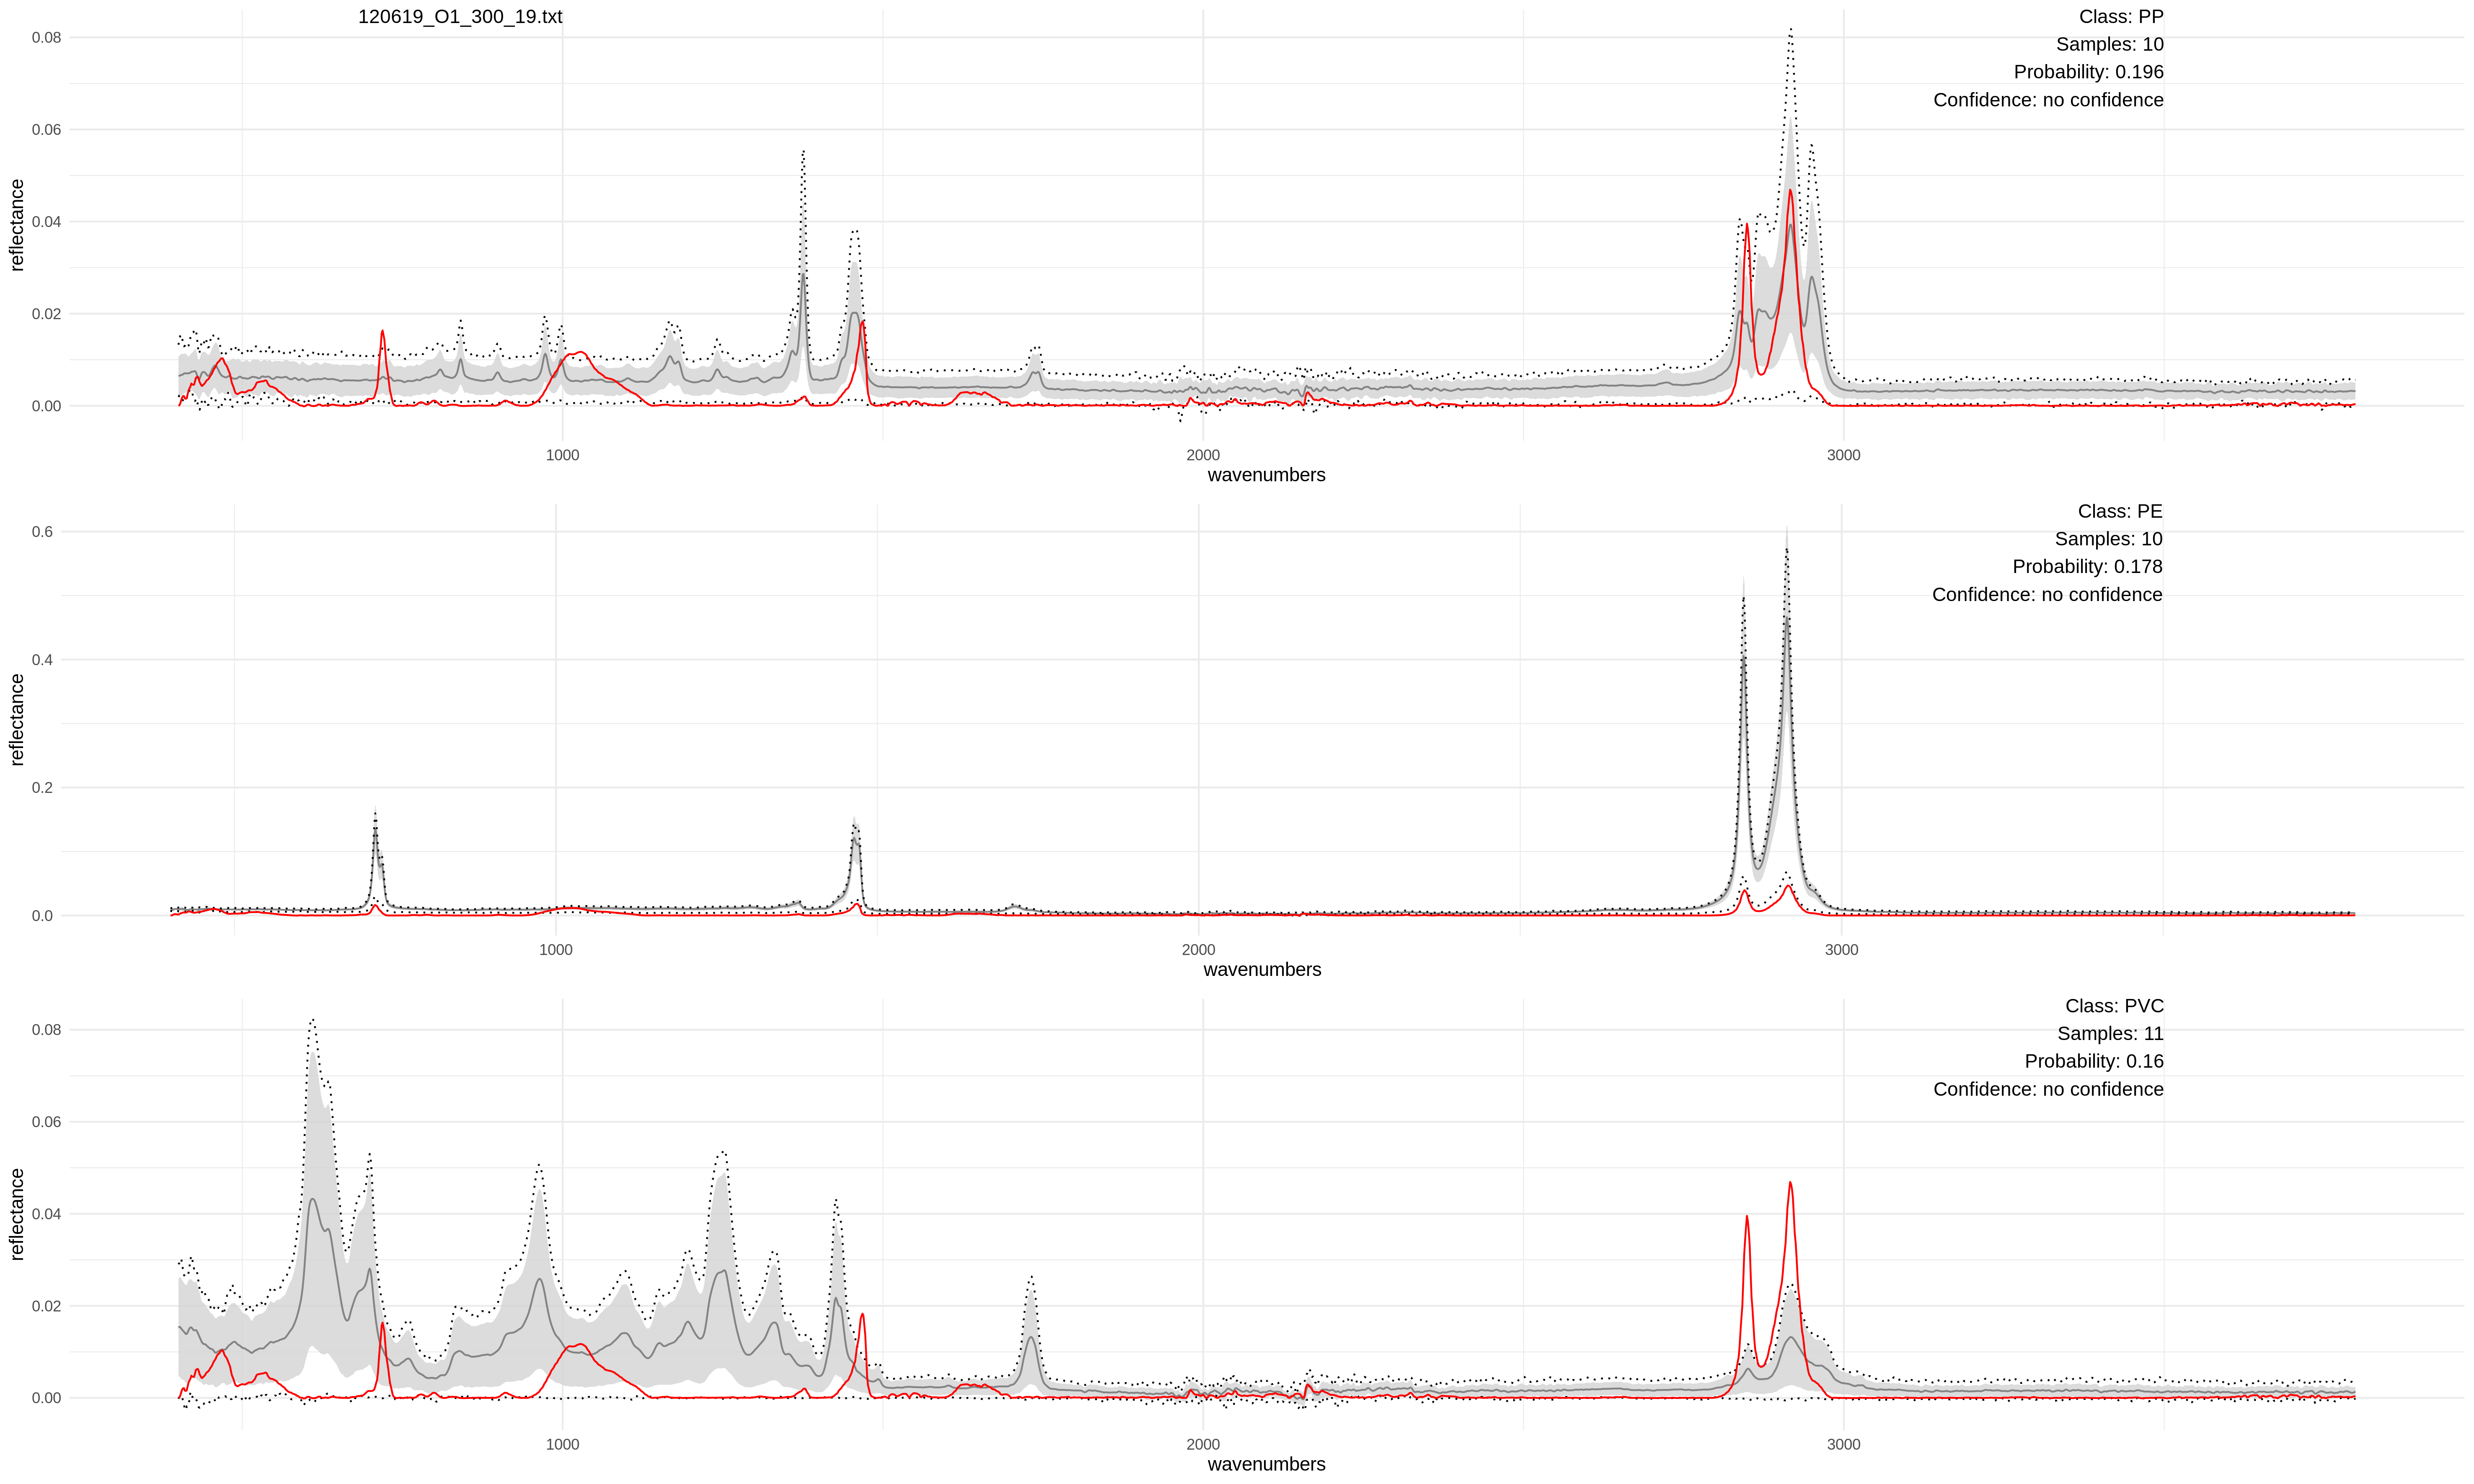 120619_O1_300_19.txt
Class: PP
Samples: 10
Probability: 0.196
Confidence: no confidence
reflectance
0.08
0.06
0.04
0.02
0.00
1000
2000
3000
wavenumbers
Class: PE
Samples: 10
Probability: 0.178
Confidence: no confidence
reflectance
0.6
0.4
0.2
0.0
1000
2000
3000
wavenumbers
Class: PVC
Samples: 11
Probability: 0.16
Confidence: no confidence
reflectance
0.08
0.06
0.04
0.02
0.00
1000
2000
3000
wavenumbers